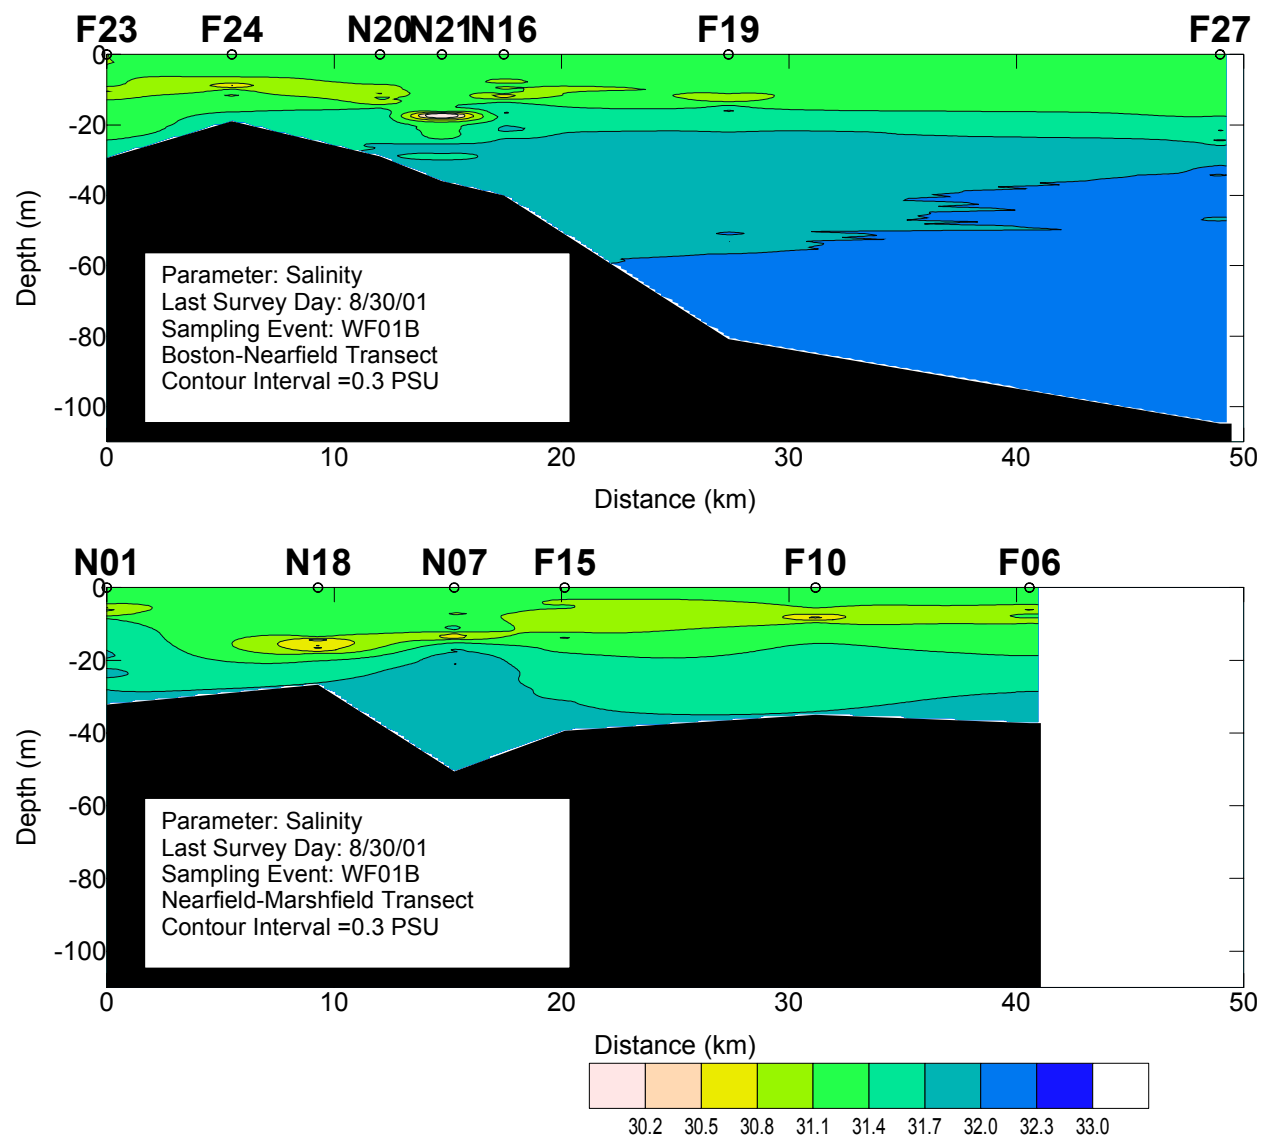 F23 F24 N20 N21 N16 F19 F27
0
-20
-40
-60
-80
-100
Depth (m)
Parameter: Salinity
Last Survey Day: 8/30/01
Sampling Event: WF01B
Boston-Nearfield Transect
Contour Interval =0.3 PSU
0 10 20 30 40 50
Distance (km)
N01 N18 N07 F15 F10 F06
0
-20
-40
-60
-80
-100
Depth (m)
Parameter: Salinity
Last Survey Day: 8/30/01
Sampling Event: WF01B
Nearfield-Marshfield Transect
Contour Interval =0.3 PSU
0 10 20 30 40 50
Distance (km)
30.2 30.5 30.8 31.1 31.4 31.7 32.0 32.3 33.0